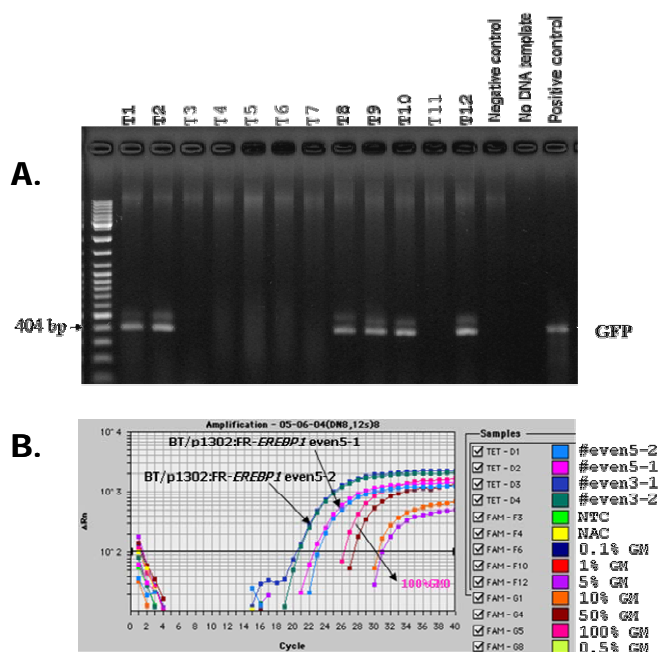 T1 T2 T3 T4 T5 T6 T7 T8 T9 T10 T11 T12 Negative control No DNA template Positive control
A.
404 bp
GFP
B.
Amplification - 05-06-04(DN8,12s)8
BT/p1302:FR-EREBP1 even5-1
BT/p1302:FR-EREBP1 even5-2
100%GMO
ΔRn
10^4
10^3
10^2
0 2 4 6 8 10 12 14 16 18 20 22 24 26 28 30 32 34 36 38 40
Cycle
Samples
TET - D1 #even5-2
TET - D2 #even5-1
TET - D3 #even3-1
TET - D4 #even3-2
FAM - F3 NTC
FAM - F4 NAC
FAM - F6 0.1% GM
FAM - F10 1% GM
FAM - F12 5% GM
FAM - G1 10% GM
FAM - G4 50% GM
FAM - G5 100% GM
FAM - G8 0.5% GM